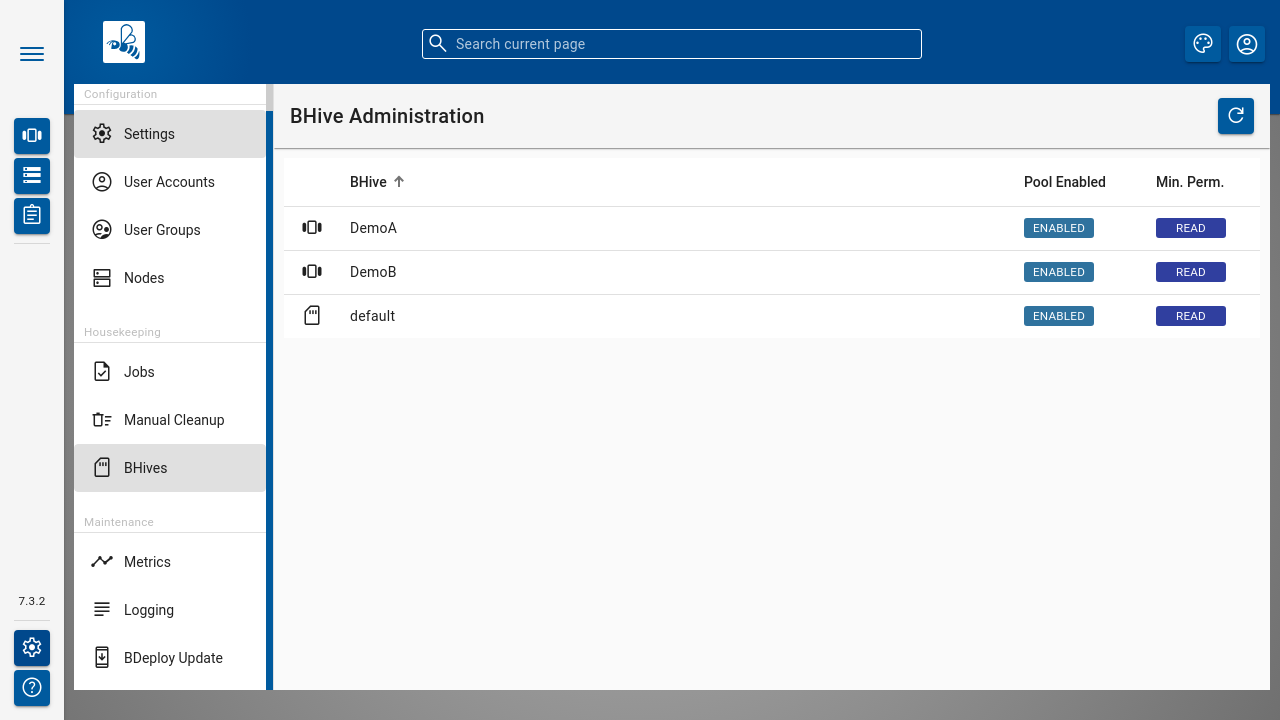 Search current page
Configuration
Settings
User Accounts
User Groups
Nodes
Housekeeping
Jobs
Manual Cleanup
BHives
Maintenance
Metrics
Logging
BDeploy Update
7.3.2
BHive Administration
BHive Pool Enabled Min. Perm.
DemoA ENABLED READ
DemoB ENABLED READ
default ENABLED READ